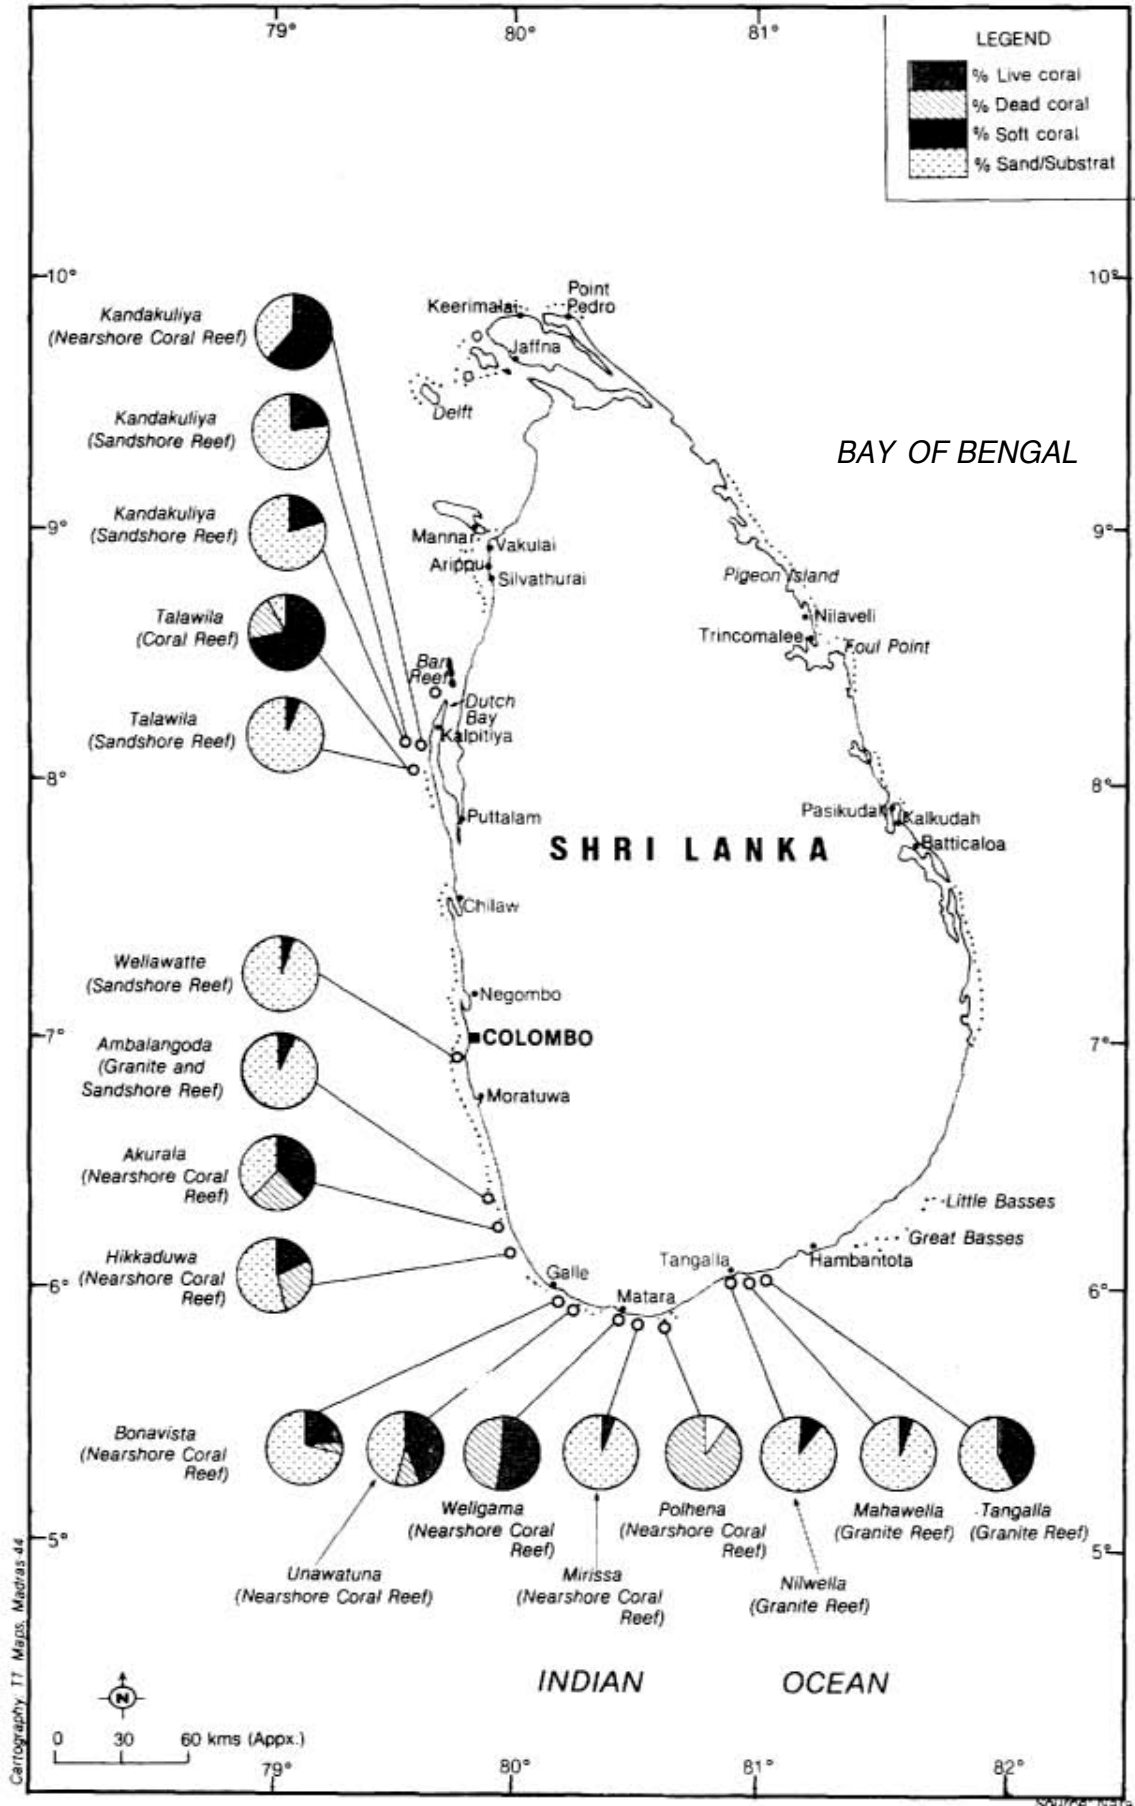 79°
80°
81°
LEGEND
% Live coral
% Dead coral
% Soft coral
% Sand/Substrat
10°
10°
Kandakuliya
(Nearshore Coral Reef)
Keerimalai
Point
Pedro
Jaffna
Delft
Kandakuliya
(Sandshore Reef)
BAY OF BENGAL
Kandakuliya
(Sandshore Reef)
9°
9°
Mannar
Vakulai
Arippu
Silvathurai
Pigeon Island
Nilaveli
Trincomalee
Foul Point
Talawila
(Coral Reef)
Bar
Reef
Dutch
Bay
Kalpitiya
Talawila
(Sandshore Reef)
8°
8°
Puttalam
Pasikudah
Kalkudah
Batticaloa
SHRI LANKA
Chilaw
Wellawatte
(Sandshore Reef)
Negombo
7°
COLOMBO
7°
Ambalangoda
(Granite and
Sandshore Reef)
Moratuwa
Akurala
(Nearshore Coral
Reef)
Little Basses
Great Basses
Hikkaduwa
(Nearshore Coral
Reef)
Tangalla
Hambantota
6°
Galle
Matara
6°
Bonavista
(Nearshore Coral
Reef)
Weligama
(Nearshore Coral
Reef)
Polhena
(Nearshore Coral
Reef)
Mahawella
(Granite Reef)
Tangalla
(Granite Reef)
5°
5°
Unawatuna
(Nearshore Coral Reef)
Mirissa
(Nearshore Coral
Reef)
Nilwella
(Granite Reef)
INDIAN OCEAN
N
0 30 60 kms (Appx.)
79°
80°
81°
82°
Cartography: TT Maps, Madras 44